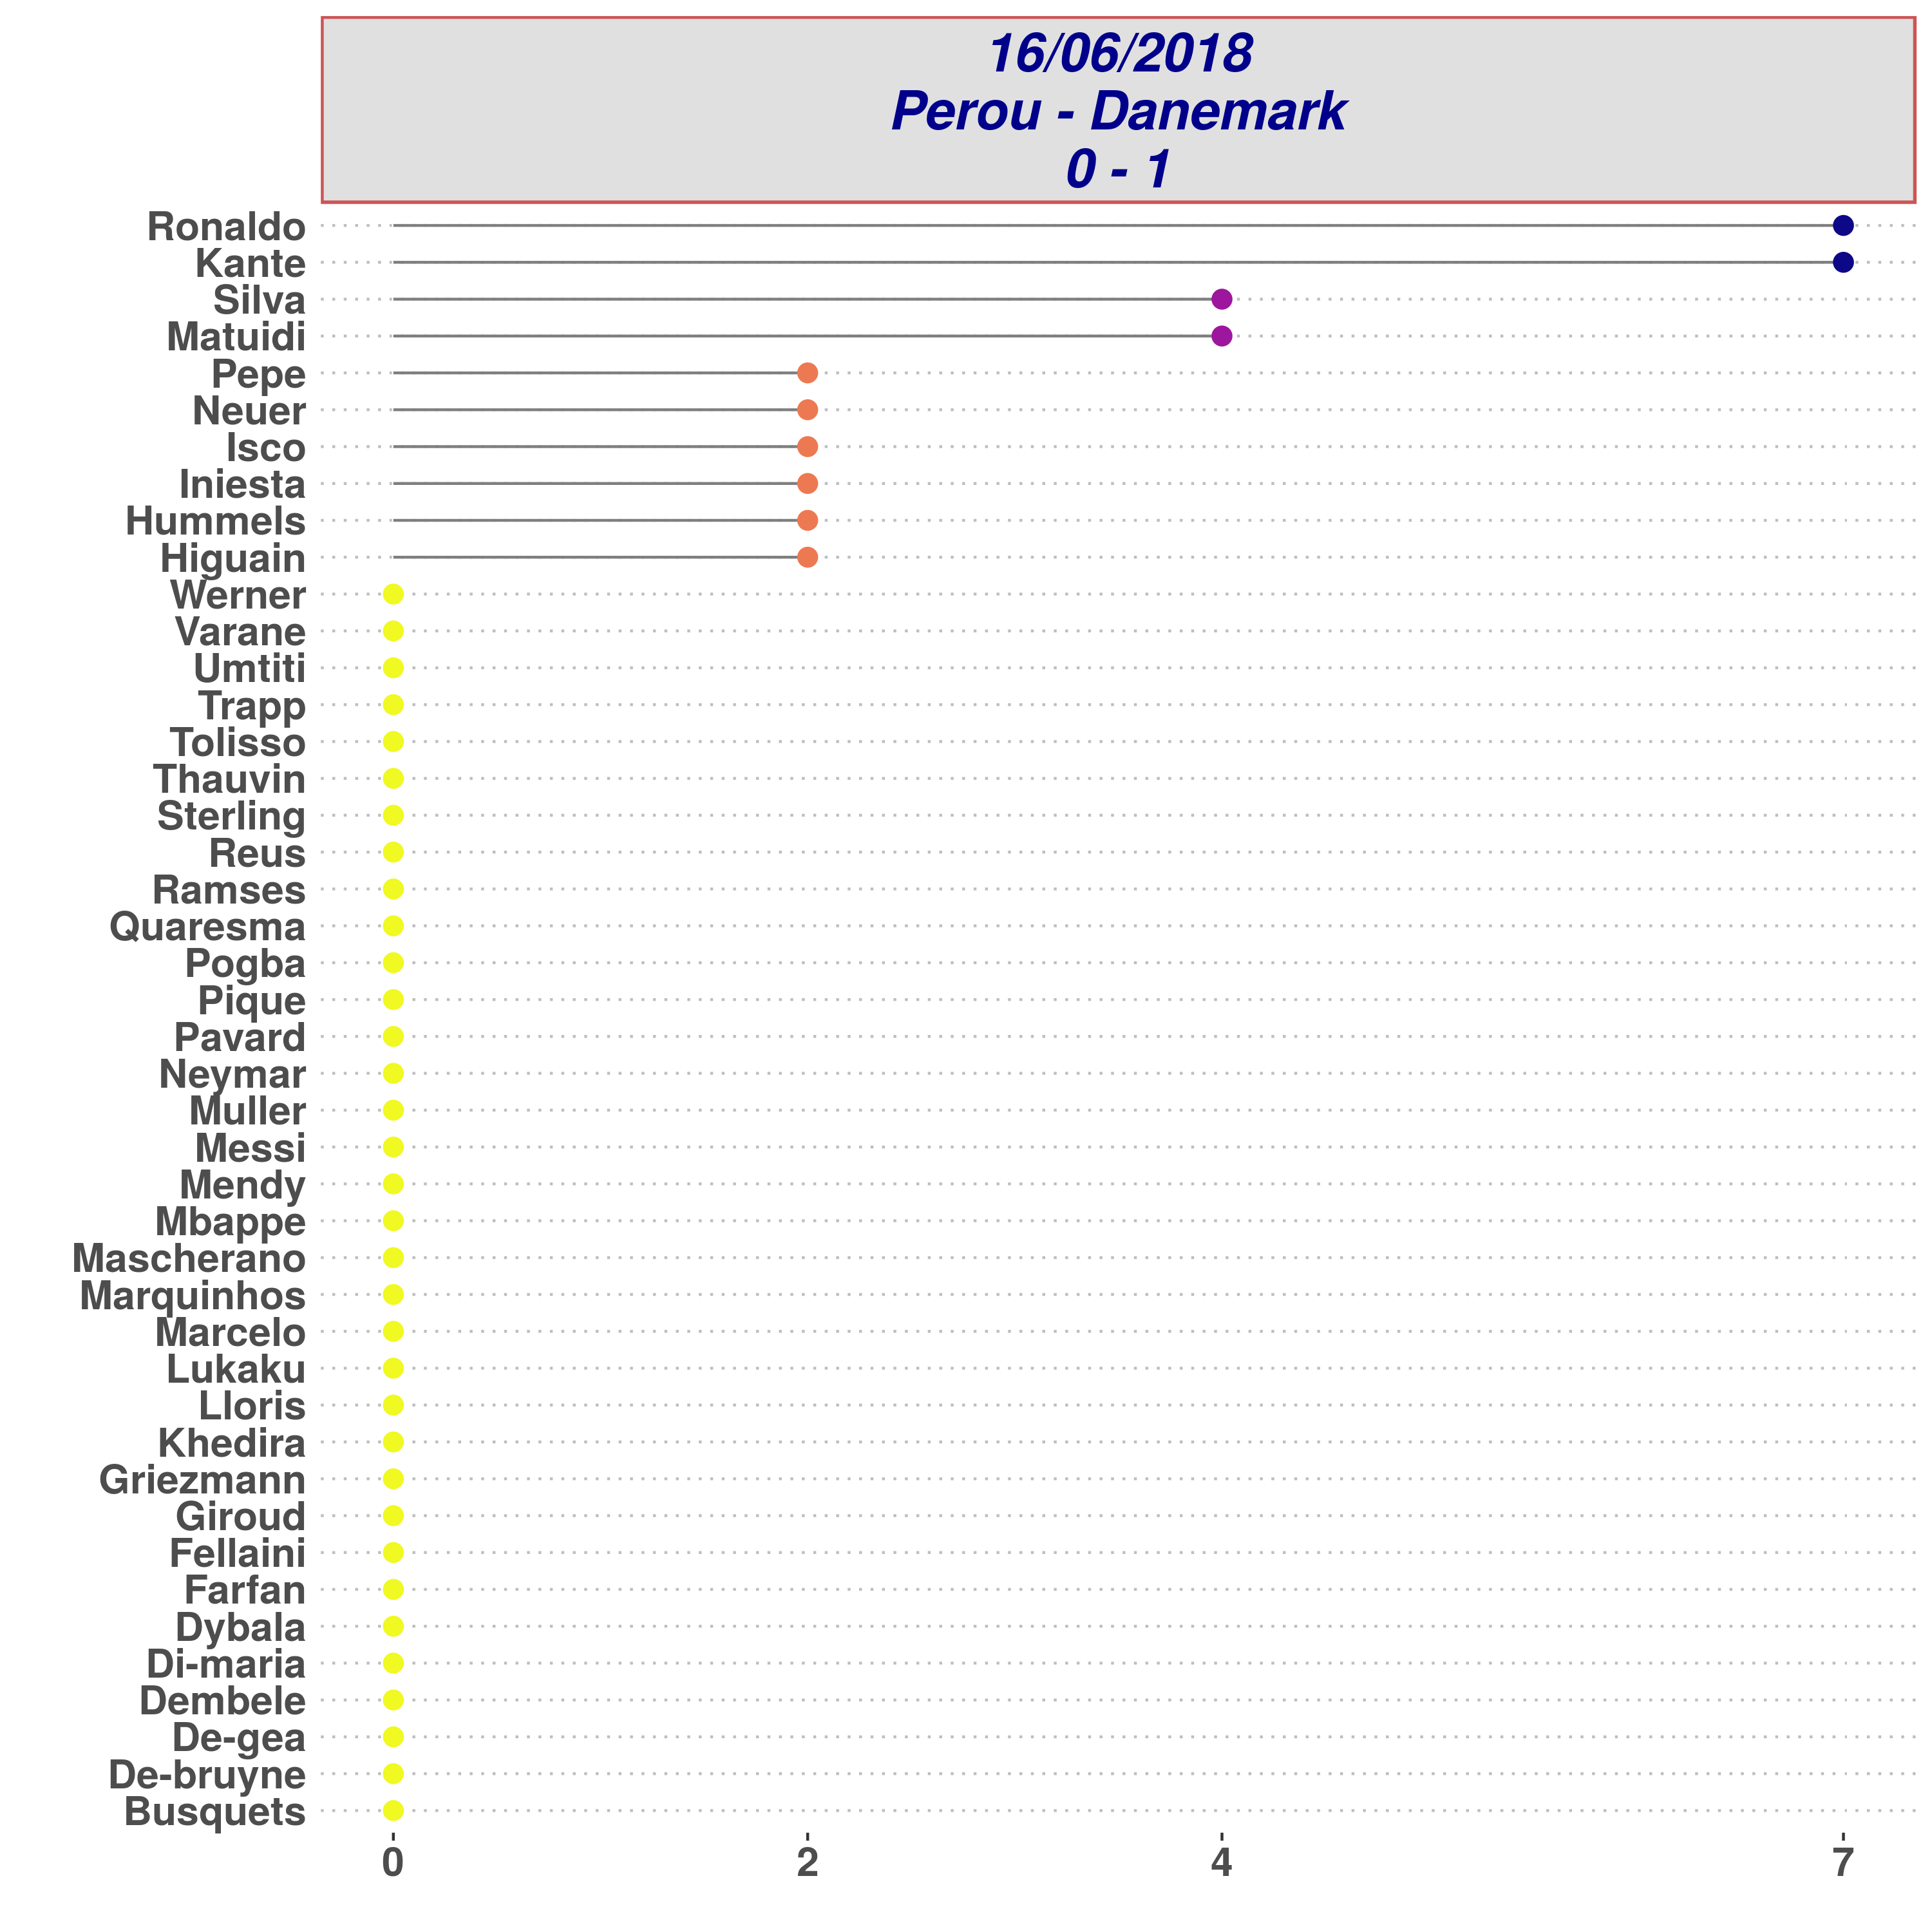 16/06/2018
Perou - Danemark
0 - 1
Ronaldo
Kante
Silva
Matuidi
Pepe
Neuer
Isco
Iniesta
Hummels
Higuain
Werner
Varane
Umtiti
Trapp
Tolisso
Thauvin
Sterling
Reus
Ramses
Quaresma
Pogba
Pique
Pavard
Neymar
Muller
Messi
Mendy
Mbappe
Mascherano
Marquinhos
Marcelo
Lukaku
Lloris
Khedira
Griezmann
Giroud
Fellaini
Farfan
Dybala
Di-maria
Dembele
De-gea
De-bruyne
Busquets
0 2 4 7